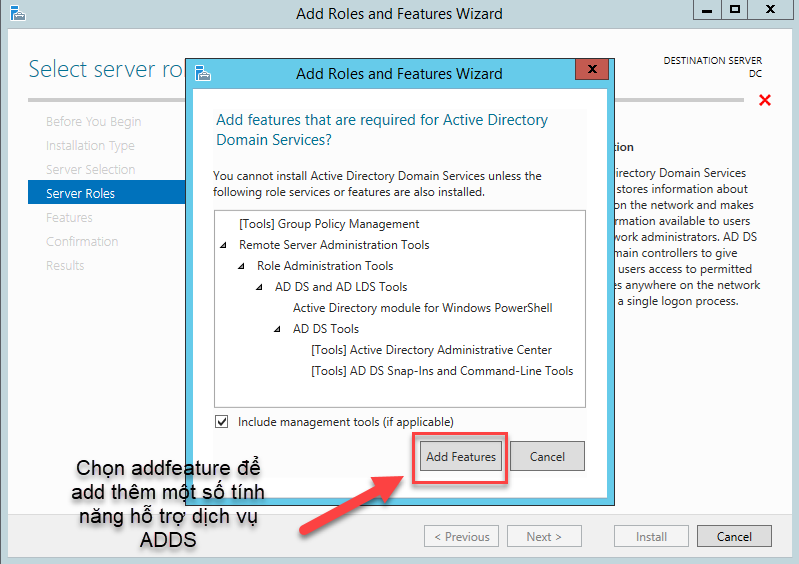 Add Roles and Features Wizard
Select server ro
DESTINATION SERVER
DC
Before You Begin
Installation Type
Server Selection
Server Roles
Features
Confirmation
Results
Add Roles and Features Wizard
Add features that are required for Active Directory
Domain Services?
You cannot install Active Directory Domain Services unless the
following role services or features are also installed.
[Tools] Group Policy Management
Remote Server Administration Tools
Role Administration Tools
AD DS and AD LDS Tools
Active Directory module for Windows PowerShell
AD DS Tools
[Tools] Active Directory Administrative Center
[Tools] AD DS Snap-Ins and Command-Line Tools
Include management tools (if applicable)
Add Features
Cancel
tion
irectory Domain Services
stores information about
on the network and makes
rmation available to users
work administrators. AD DS
main controllers to give
users access to permitted
es anywhere on the network
a single logon process.
Chọn addfeature để
add thêm một số tính
năng hỗ trợ dịch vụ
ADDS
< Previous
Next >
Install
Cancel